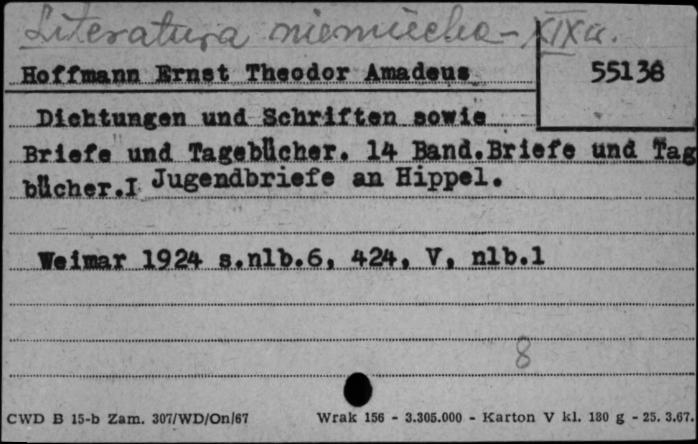 Literatura niemiecka - XIX w.
Hoffmann Ernst Theodor Amadeus
55138
Dichtungen und Schriften sowie
Briefe und Tagebücher. 14 Band.Briefe und Tag
bücher.I Jugendbriefe an Hippel.
Weimar 1924 s.nlb.6, 424, V, nlb.1
8
CWD B 15-b Zam. 307/WD/On/67 Wrak 156 - 3.305.000 - Karton V kl. 180 g - 25. 3.67.